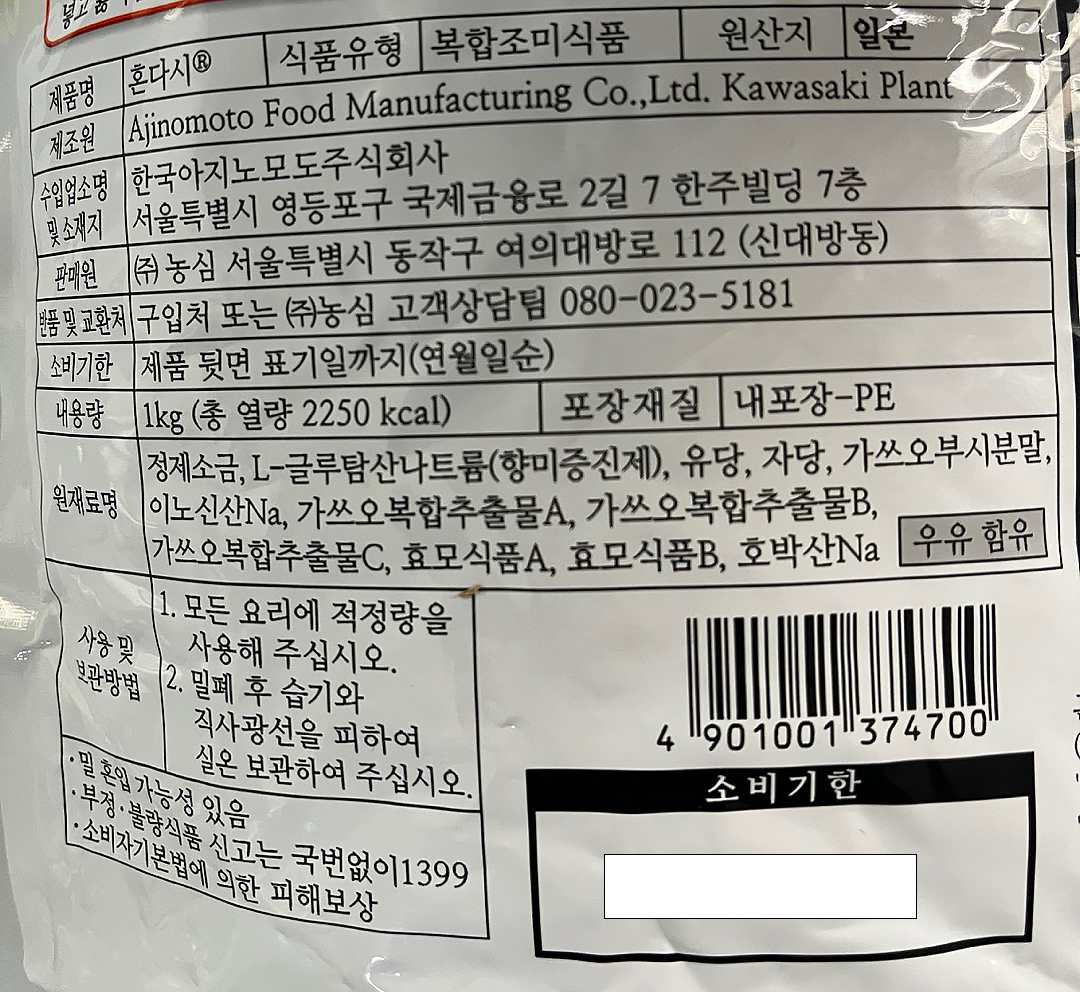 넣고 끓
제품명 혼다시® 식품유형 복합조미식품 원산지 일본
제조원 Ajinomoto Food Manufacturing Co.,Ltd. Kawasaki Plant
수입업소명 및 소재지 한국아지노모도주식회사
서울특별시 영등포구 국제금융로 2길 7 한주빌딩 7층
판매원 ㈜ 농심 서울특별시 동작구 여의대방로 112 (신대방동)
반품 및 교환처 구입처 또는 ㈜농심 고객상담팀 080-023-5181
소비기한 제품 뒷면 표기일까지(연월일순)
내용량 1kg (총 열량 2250 kcal) 포장재질 내포장-PE
원재료명 정제소금, L-글루탐산나트륨(향미증진제), 유당, 자당, 가쓰오부시분말,
이노신산Na, 가쓰오복합추출물A, 가쓰오복합추출물B,
가쓰오복합추출물C, 효모식품A, 효모식품B, 호박산Na 우유 함유
사용 및 보관방법
1. 모든 요리에 적정량을
사용해 주십시오.
2. 밀폐 후 습기와
직사광선을 피하여
실온 보관하여 주십시오.
·밀 혼입 가능성 있음
·부정·불량식품 신고는 국번없이1399
·소비자기본법에 의한 피해보상
4 901001 374700
소비기한